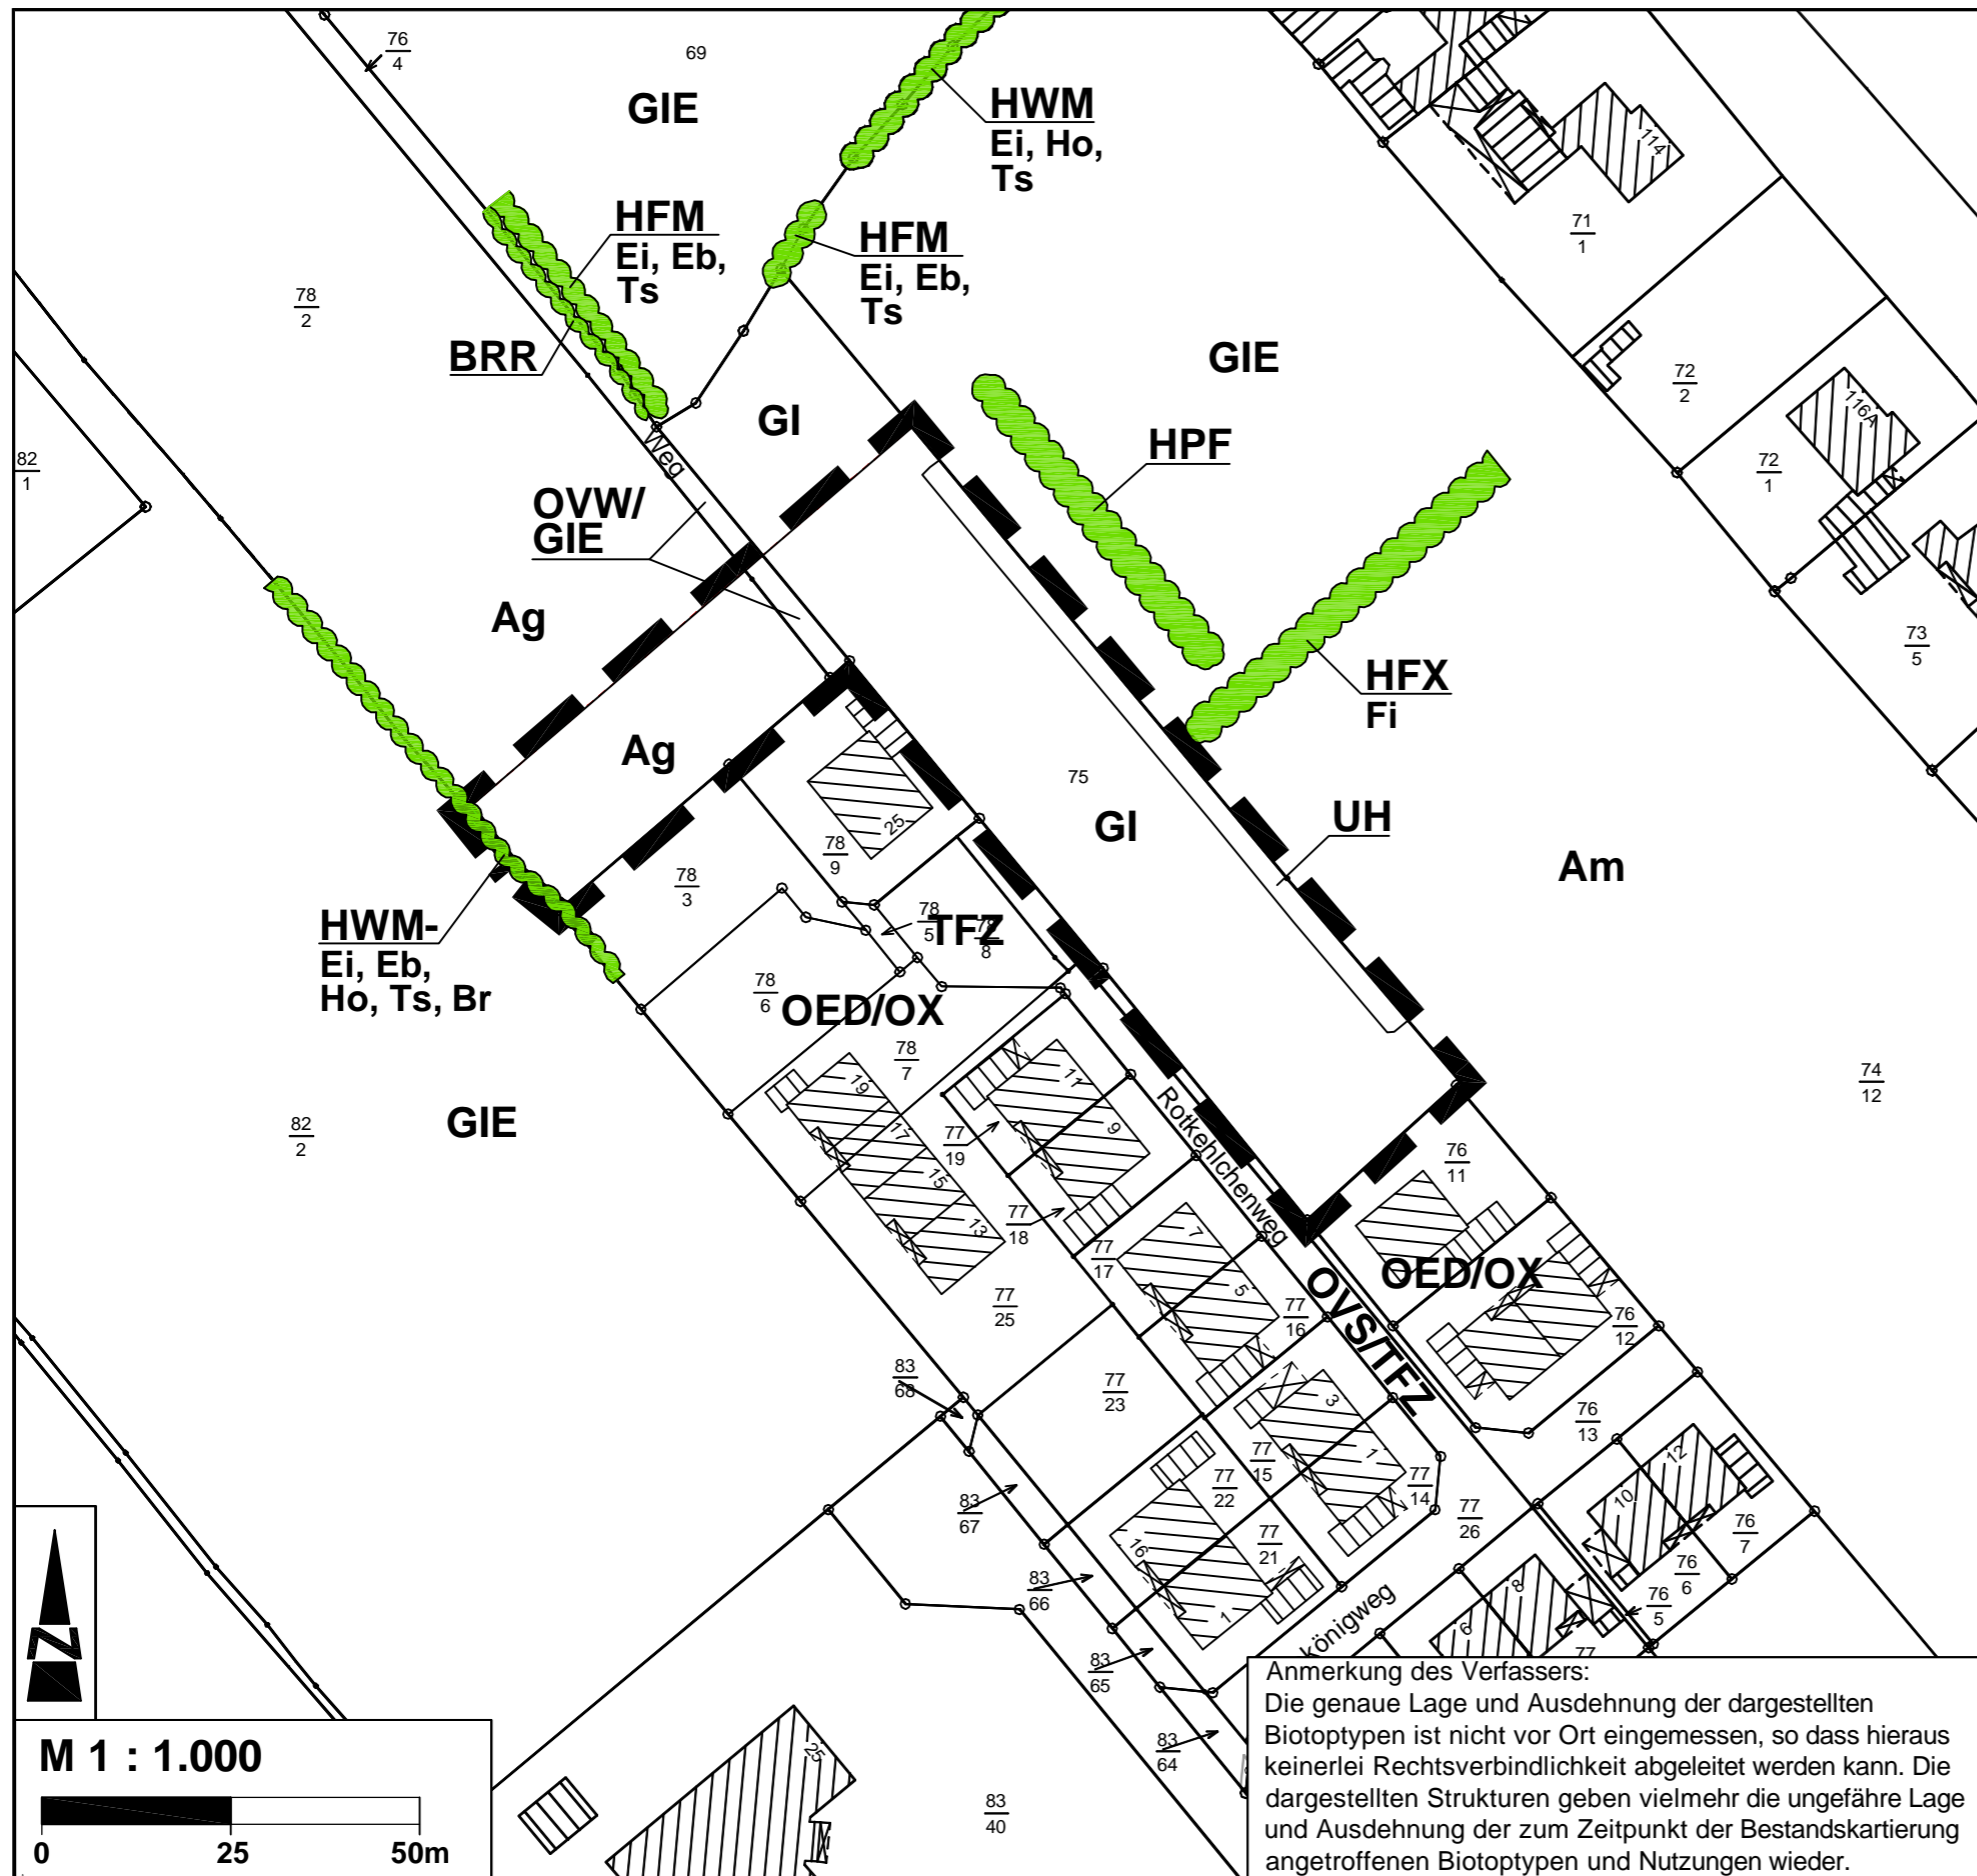 76
4
69
GIE
HWM
Ei, Ho,
Ts
114
71
1
HFM
Ei, Eb,
Ts
HFM
Ei, Eb,
Ts
78
2
BRR
GIE
72
2
116A
GI
HPF
72
1
82
1
Weg
OVW/
GIE
Ag
73
5
HFX
Fi
Ag
75
GI
UH
25
78
9
78
3
Am
78
5
TFZ
78
8
HWM-
Ei, Eb,
Ho, Ts, Br
78
6
OED/OX
78
7
74
12
82
2
GIE
19
17
15
13
11
9
77
19
Rotkehlchenweg
76
11
77
18
77
17
7
5
OED/OX
77
25
77
16
OVS/TFZ
76
12
83
68
77
23
3
1
76
13
77
15
77
22
77
14
12
10
83
67
77
26
76
7
16
1
77
21
76
6
83
66
8
6
76
5
königweg
77
83
65
83
64
25
83
40
N
M 1 : 1.000
0 25 50m
Anmerkung des Verfassers:
Die genaue Lage und Ausdehnung der dargestellten
Biotoptypen ist nicht vor Ort eingemessen, so dass hieraus
keinerlei Rechtsverbindlichkeit abgeleitet werden kann. Die
dargestellten Strukturen geben vielmehr die ungefähre Lage
und Ausdehnung der zum Zeitpunkt der Bestandskartierung
angetroffenen Biotoptypen und Nutzungen wieder.